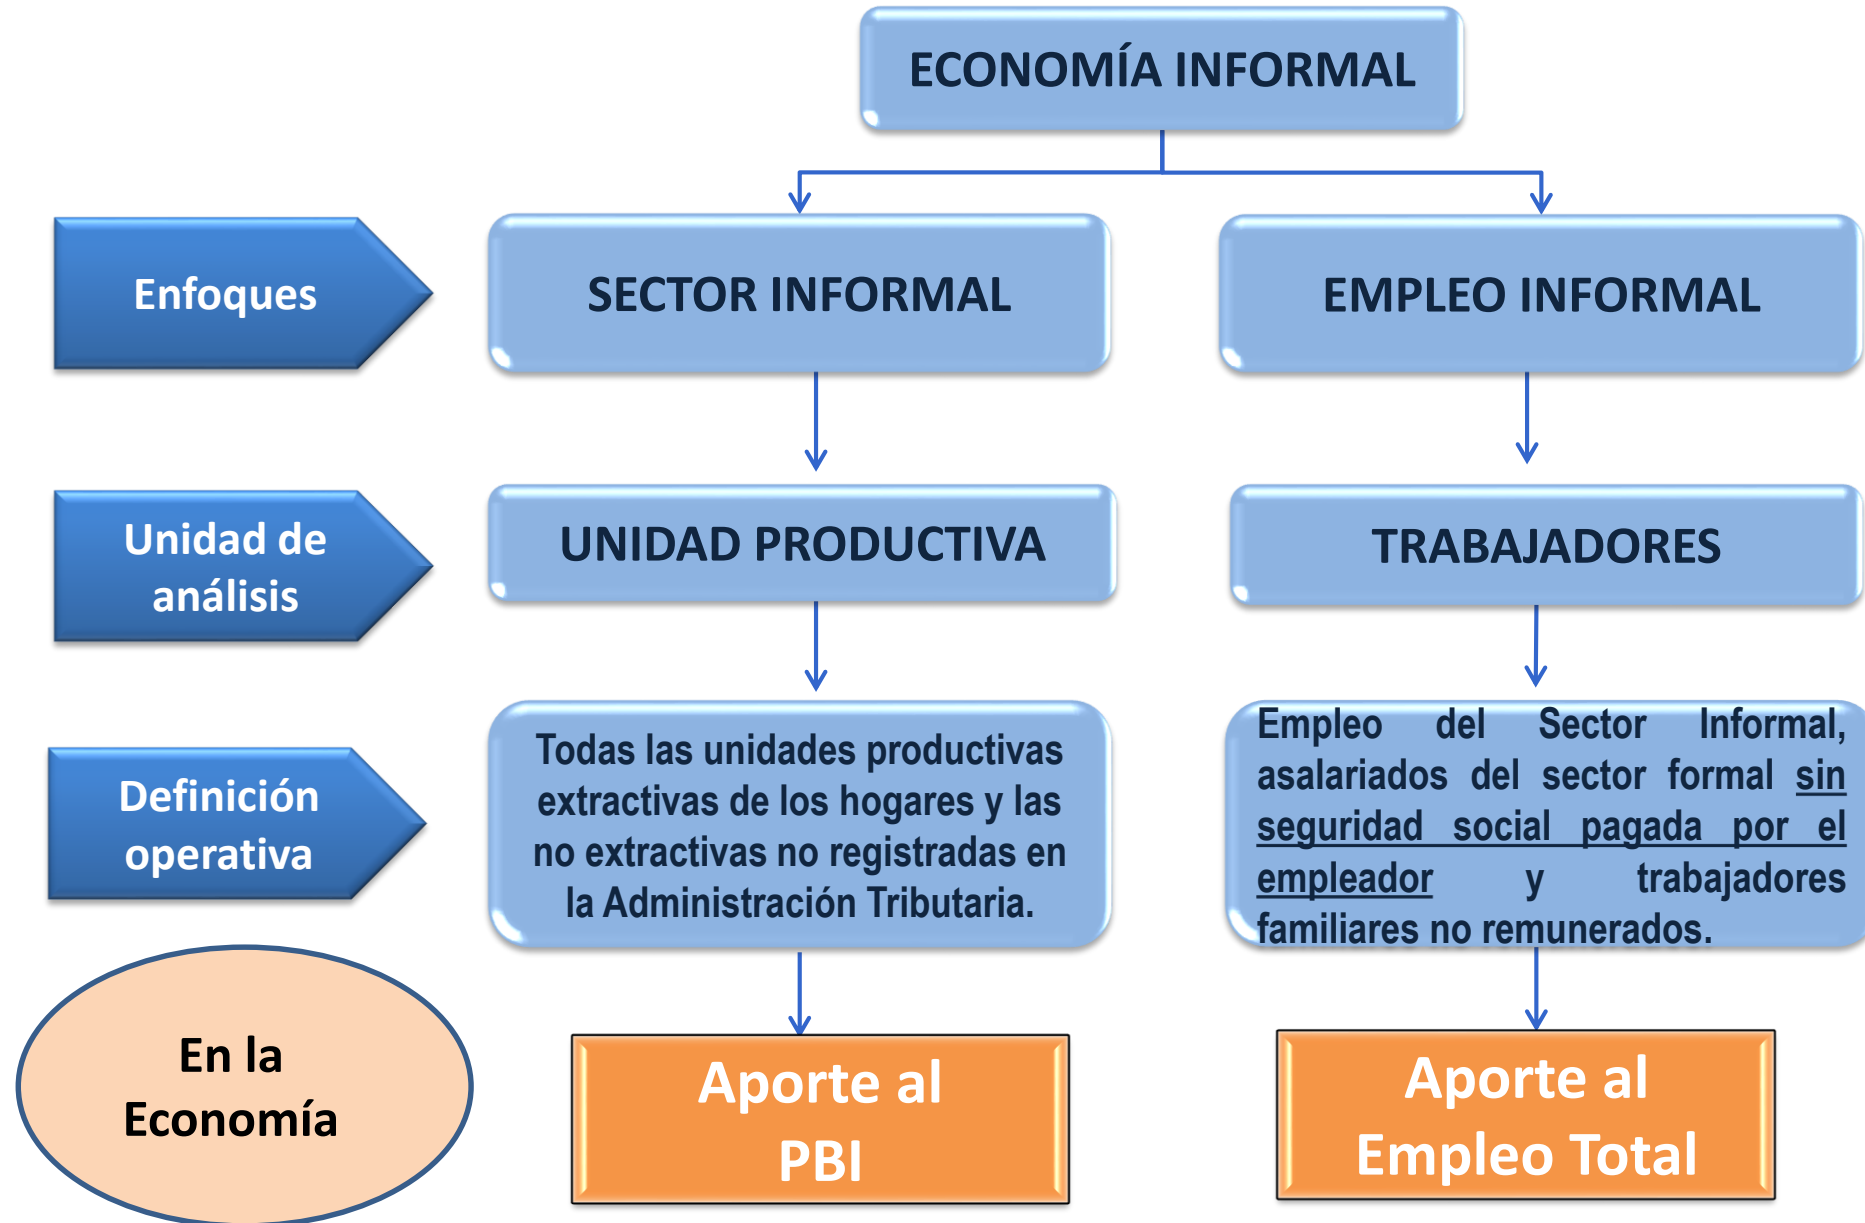 ECONOMÍA INFORMAL
Enfoques
SECTOR INFORMAL
EMPLEO INFORMAL
Unidad de
análisis
UNIDAD PRODUCTIVA
TRABAJADORES
Definición
operativa
Todas las unidades productivas
extractivas de los hogares y las
no extractivas no registradas en
la Administración Tributaria.
Empleo del Sector Informal,
asalariados del sector formal sin
seguridad social pagada por el
empleador y trabajadores
familiares no remunerados.
En la
Economía
Aporte al
PBI
Aporte al
Empleo Total